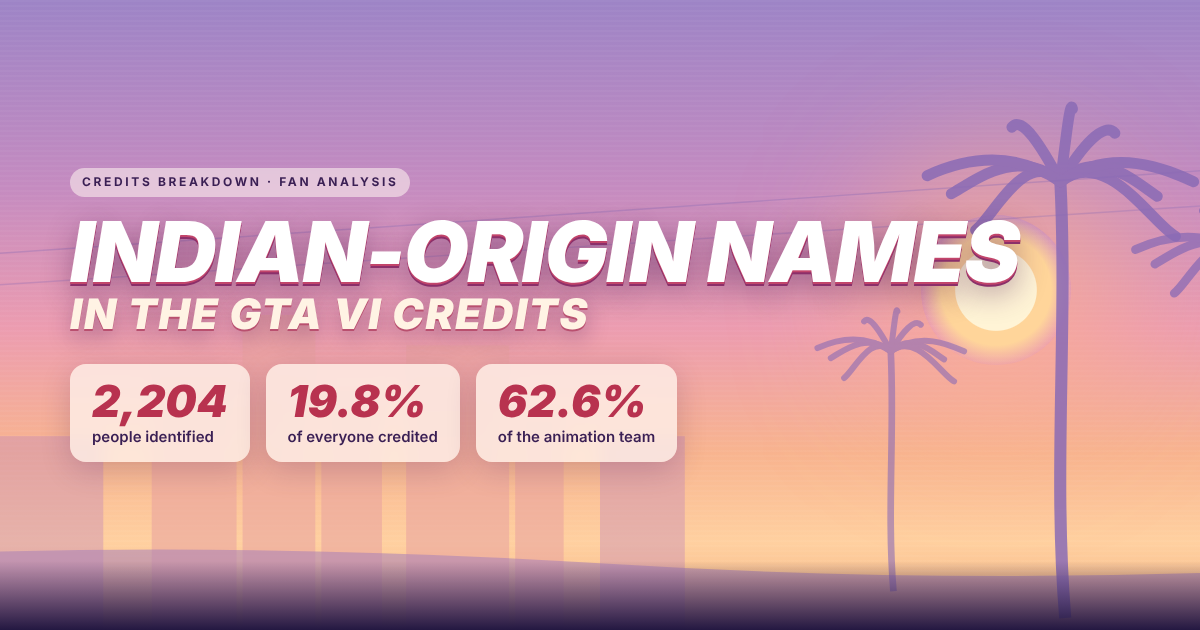 CREDITS BREAKDOWN · FAN ANALYSIS
INDIAN-ORIGIN NAMES
IN THE GTA VI CREDITS
2,204
people identified
19.8%
of everyone credited
62.6%
of the animation team